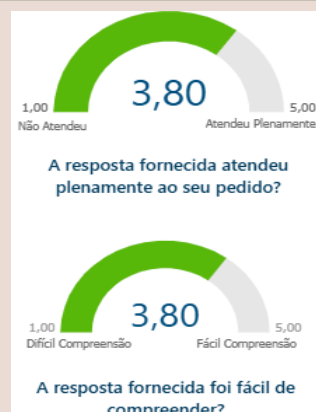 3,80
1,00 5,00
Não Atendeu Atendeu Plenamente
A resposta fornecida atendeu
plenamente ao seu pedido?
3,80
1,00 5,00
Difícil Compreensão Fácil Compreensão
A resposta fornecida foi fácil de
compreender?